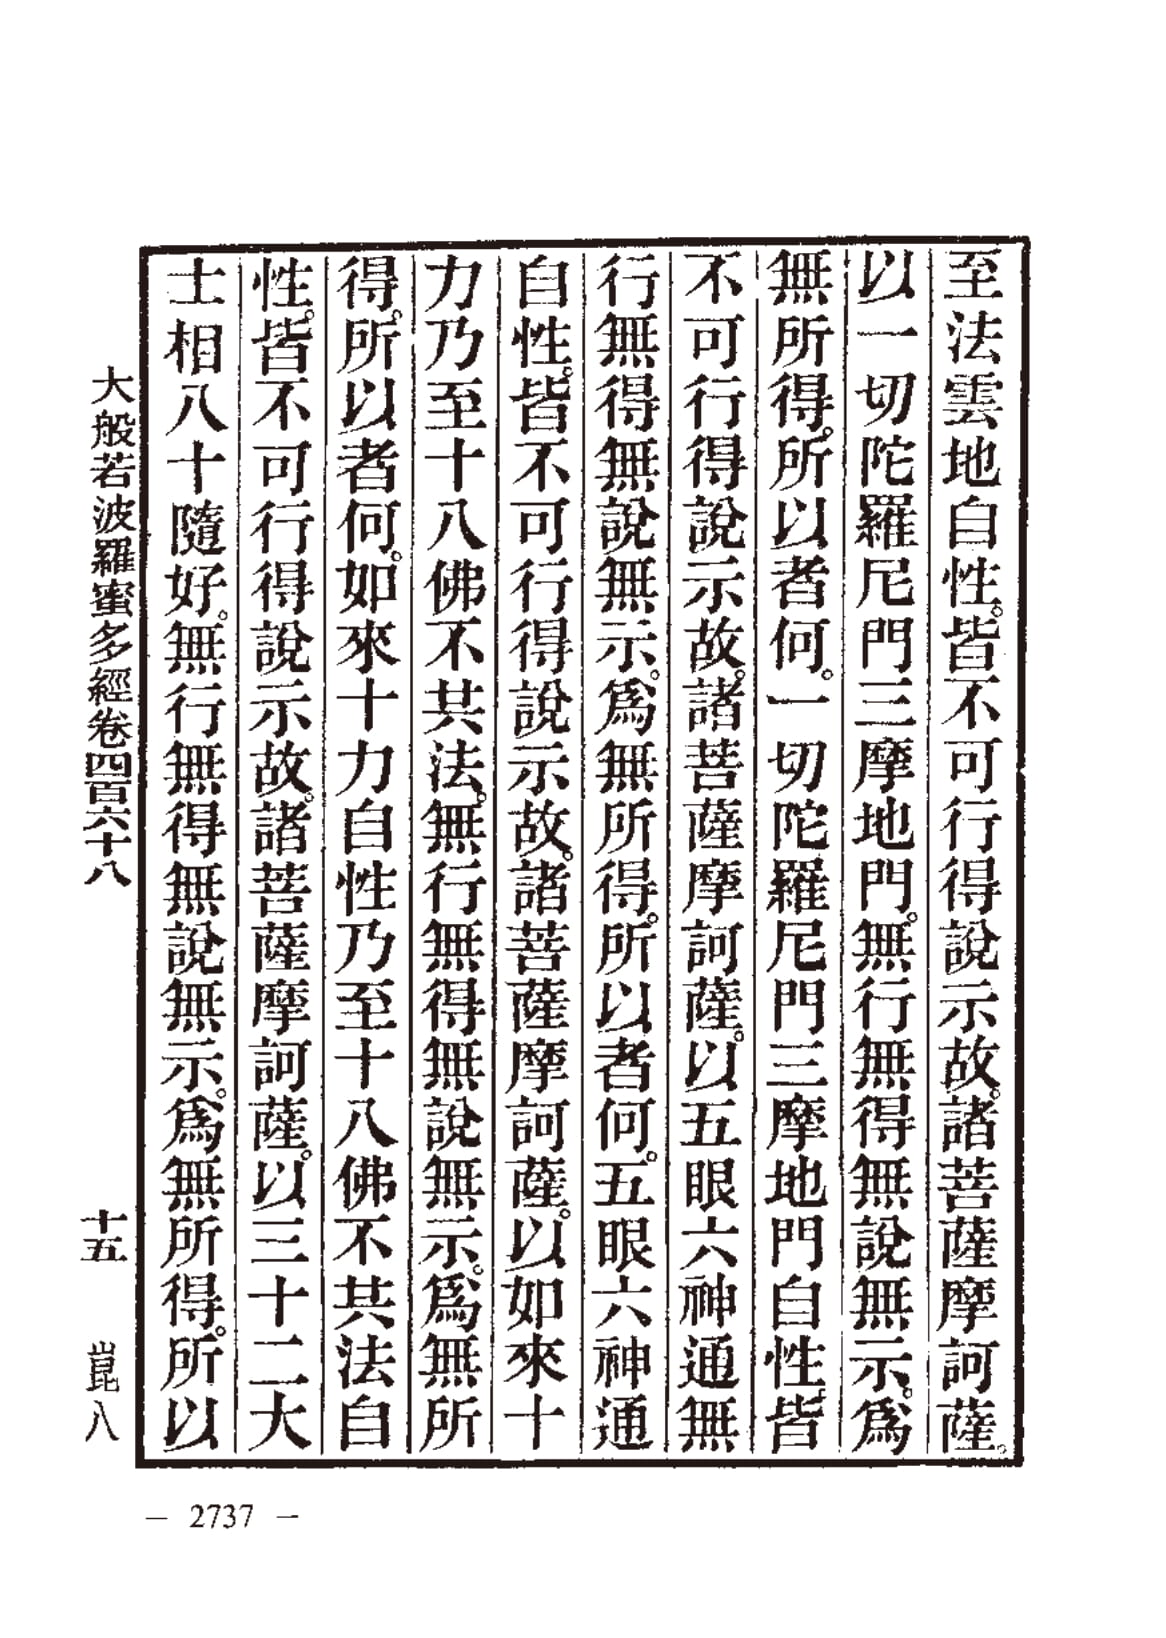 至法雲地自性。皆不可行得說示故。諸菩薩摩訶薩。
以一切陀羅尼門三摩地門。無行無得無說無示。爲
無所得。所以者何。一切陀羅尼門三摩地門自性。皆
不可行得說示故。諸菩薩摩訶薩。以五眼六神通無
行無得無說無示。爲無所得。所以者何。五眼六神通
自性。皆不可行得說示故。諸菩薩摩訶薩。以如來十
力乃至十八佛不共法。無行無得無說無示。爲無所
得。所以者何。如來十力自性乃至十八佛不共法自
性。皆不可行得說示故。諸菩薩摩訶薩。以三十二大
士相八十隨好。無行無得無說無示。爲無所得。所以
大般若波羅蜜多經卷四百六十八 十五 崑八
— 2737 —